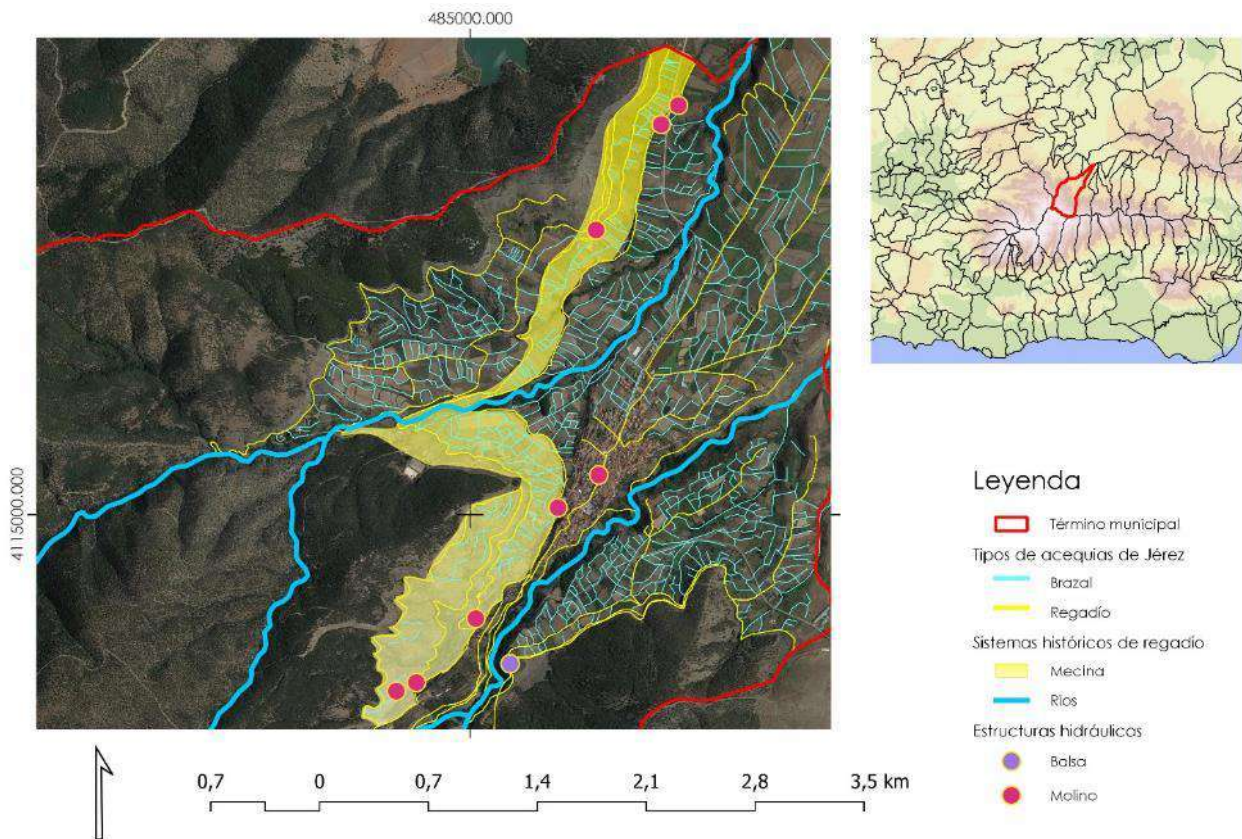 485000.000
4115000.000
Leyenda
Término municipal
Tipos de acequias de Jérez
Brazal
Regadío
Sistemas históricos de regadío
Mecina
Ríos
Estructuras hidráulicas
Balsa
Molino
0,7 0 0,7 1,4 2,1 2,8 3,5 km